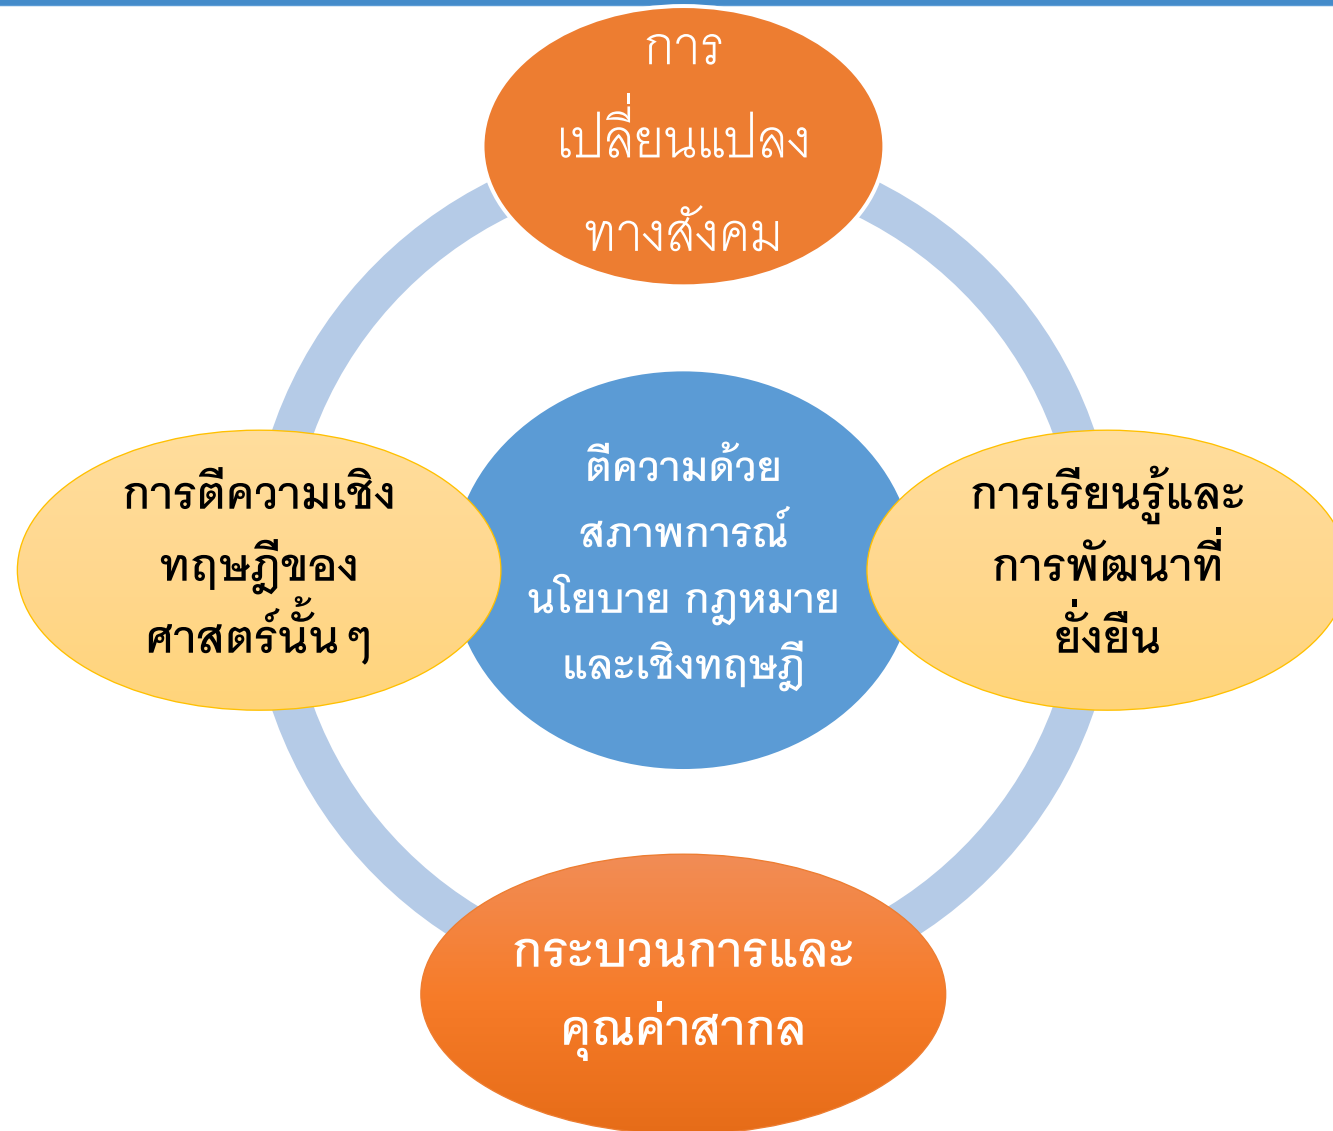 การ
เปลี่ยนแปลง
ทางสังคม
ตีความด้วย
สภาพการณ์
นโยบาย กฎหมาย
และเชิงทฤษฎี
การตีความเชิง
ทฤษฎีของ
ศาสตร์นั้น ๆ
การเรียนรู้และ
การพัฒนาที่
ยั่งยืน
กระบวนการและ
คุณค่าสากล